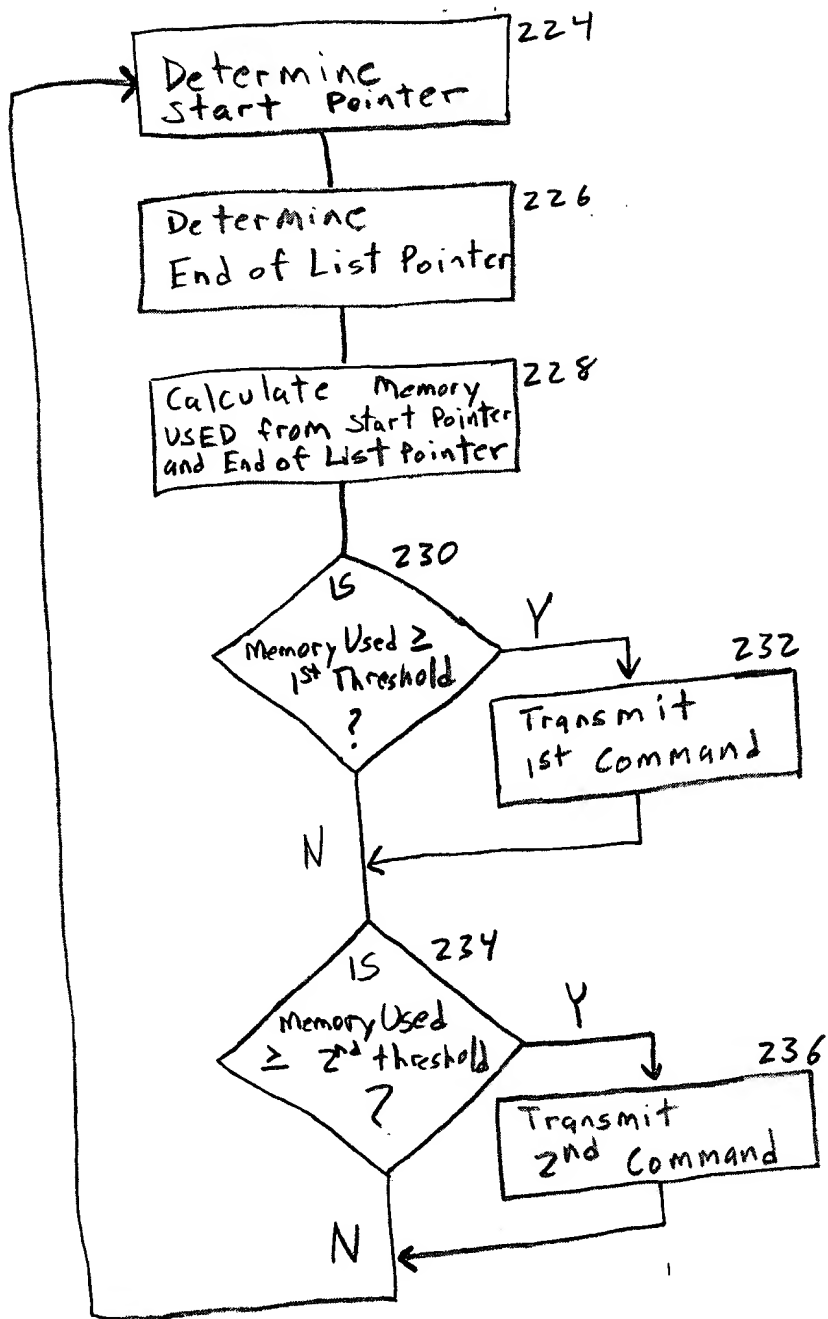 224
Determine
Start Pointer
226
Determine
End of List Pointer
228
Calculate Memory
USED from Start Pointer
and End of List Pointer
230
IS
Memory Used ≥
1st Threshold
?
Y
232
Transmit
1st Command
N
234
IS
Memory Used
≥ 2nd threshold
?
Y
236
Transmit
2nd Command
N